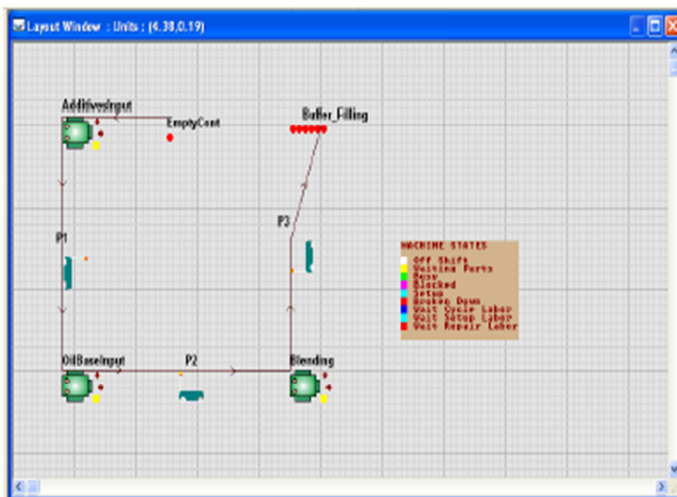 Layout Window : Units : (4.38,0.19)
AdditivesInput
EmptyCont
Buffer_Filling
P1
P3
MACHINE STATES
Off Shift
Waiting Parts
Busy
Blocked
Setup
Broken Down
Wait Cycle Labor
Wait Setup Labor
Wait Repair Labor
OilBaseInput
P2
Blending